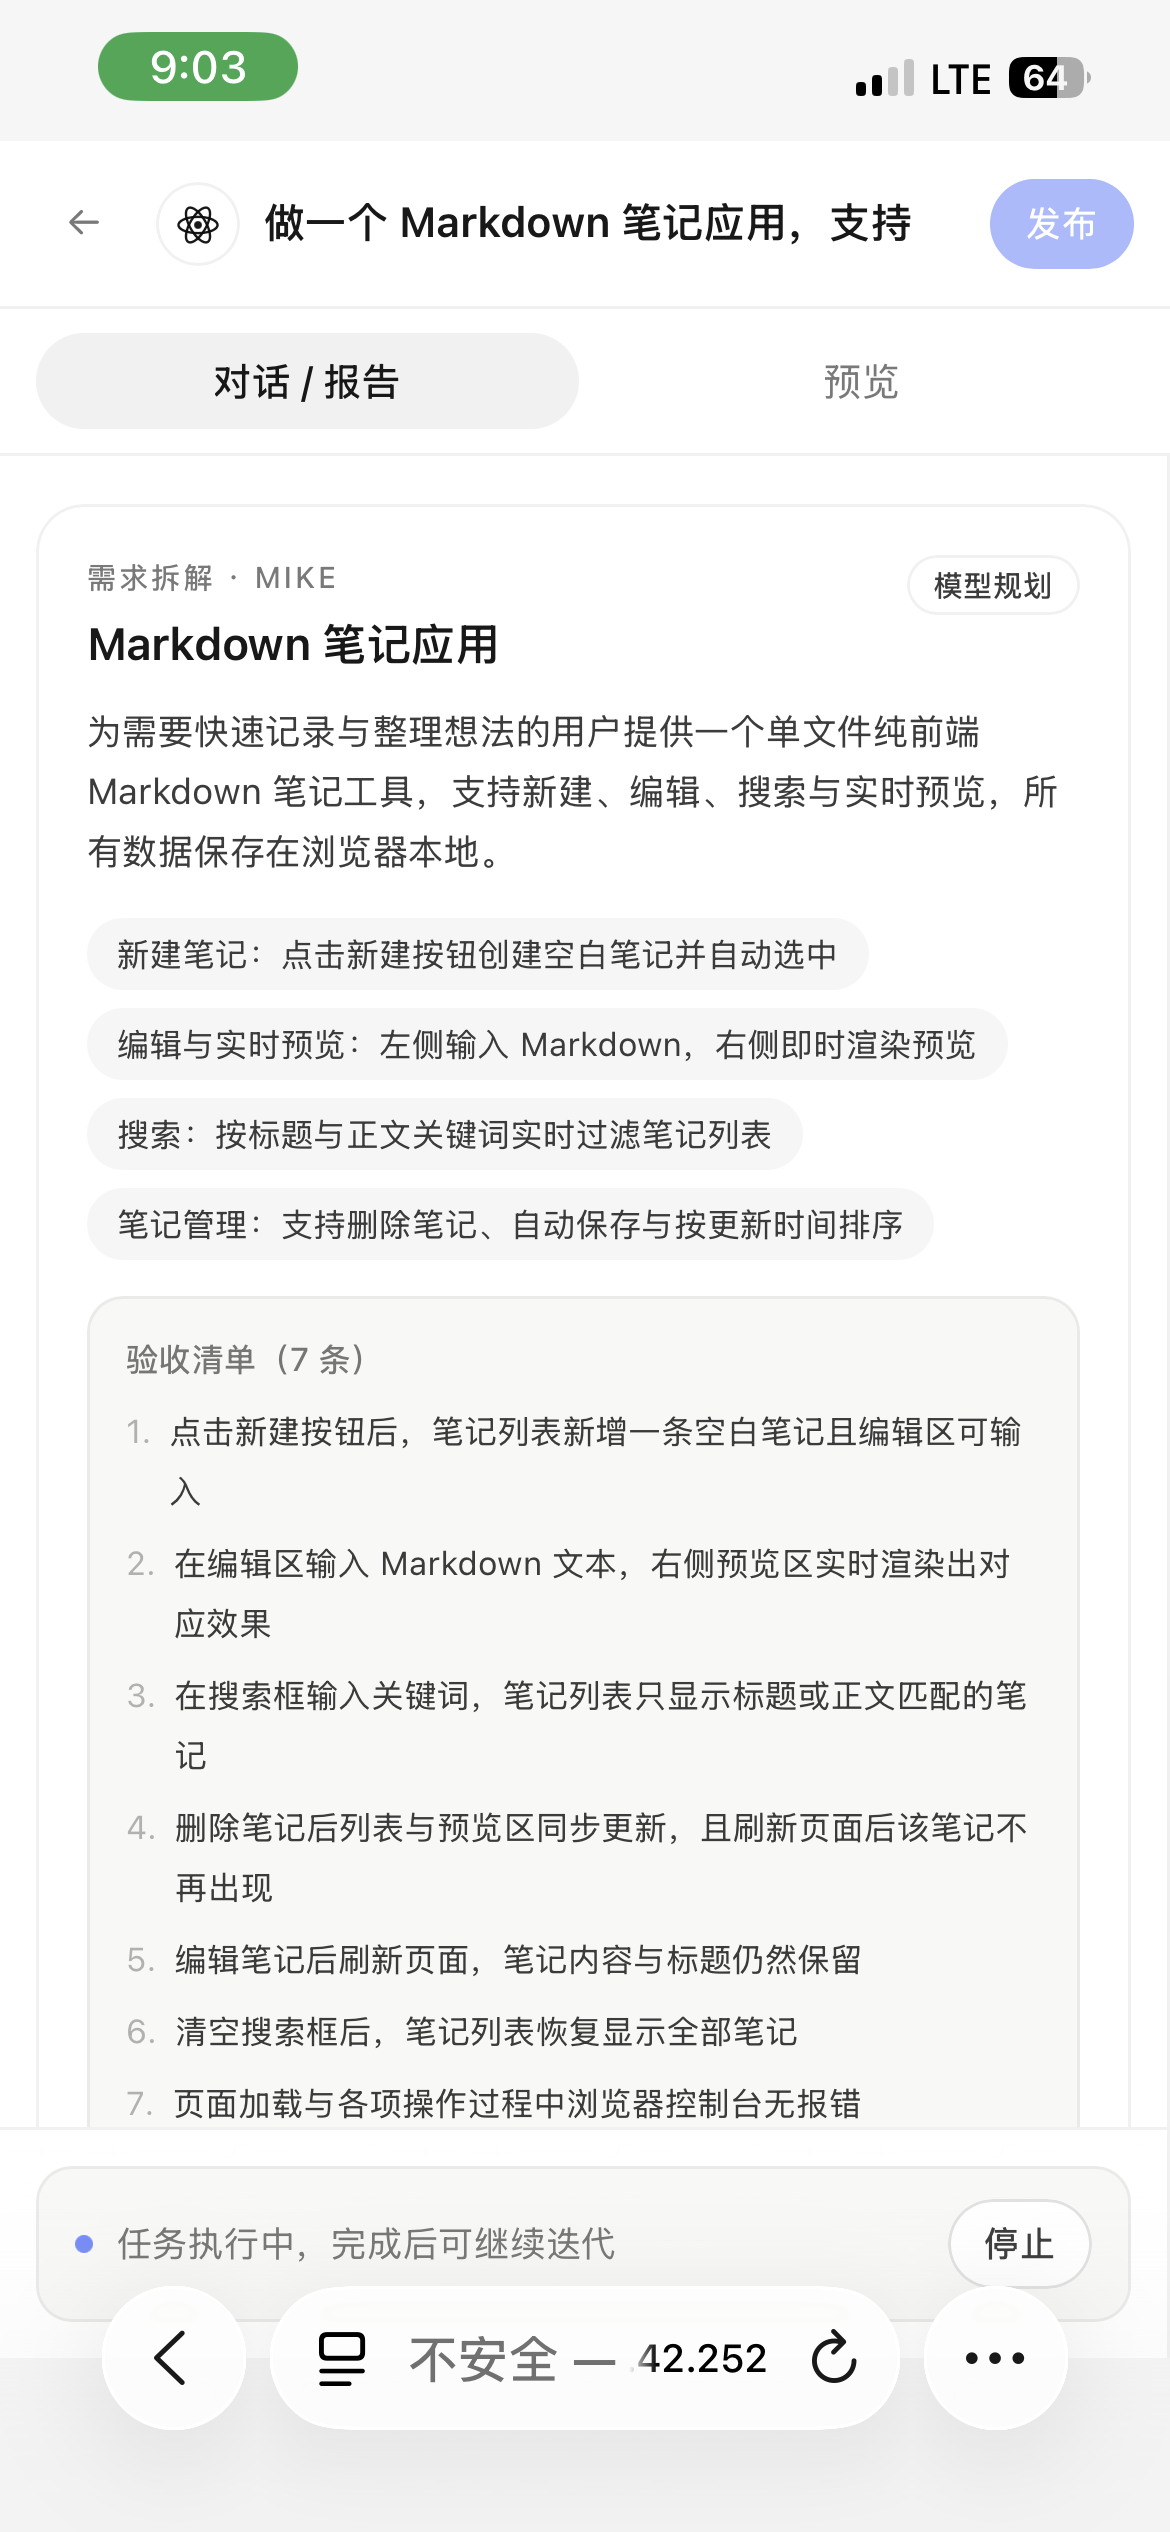 9:03
LTE 64
做一个 Markdown 笔记应用，支持
发布
对话 / 报告
预览
需求拆解 · MIKE
模型规划
Markdown 笔记应用
为需要快速记录与整理想法的用户提供一个单文件纯前端
Markdown 笔记工具，支持新建、编辑、搜索与实时预览，所
有数据保存在浏览器本地。
新建笔记：点击新建按钮创建空白笔记并自动选中
编辑与实时预览：左侧输入 Markdown，右侧即时渲染预览
搜索：按标题与正文关键词实时过滤笔记列表
笔记管理：支持删除笔记、自动保存与按更新时间排序
验收清单（7 条）
1. 点击新建按钮后，笔记列表新增一条空白笔记且编辑区可输
入
2. 在编辑区输入 Markdown 文本，右侧预览区实时渲染出对
应效果
3. 在搜索框输入关键词，笔记列表只显示标题或正文匹配的笔
记
4. 删除笔记后列表与预览区同步更新，且刷新页面后该笔记不
再出现
5. 编辑笔记后刷新页面，笔记内容与标题仍然保留
6. 清空搜索框后，笔记列表恢复显示全部笔记
7. 页面加载与各项操作过程中浏览器控制台无报错
任务执行中，完成后可继续迭代
停止
不安全 — .42.252